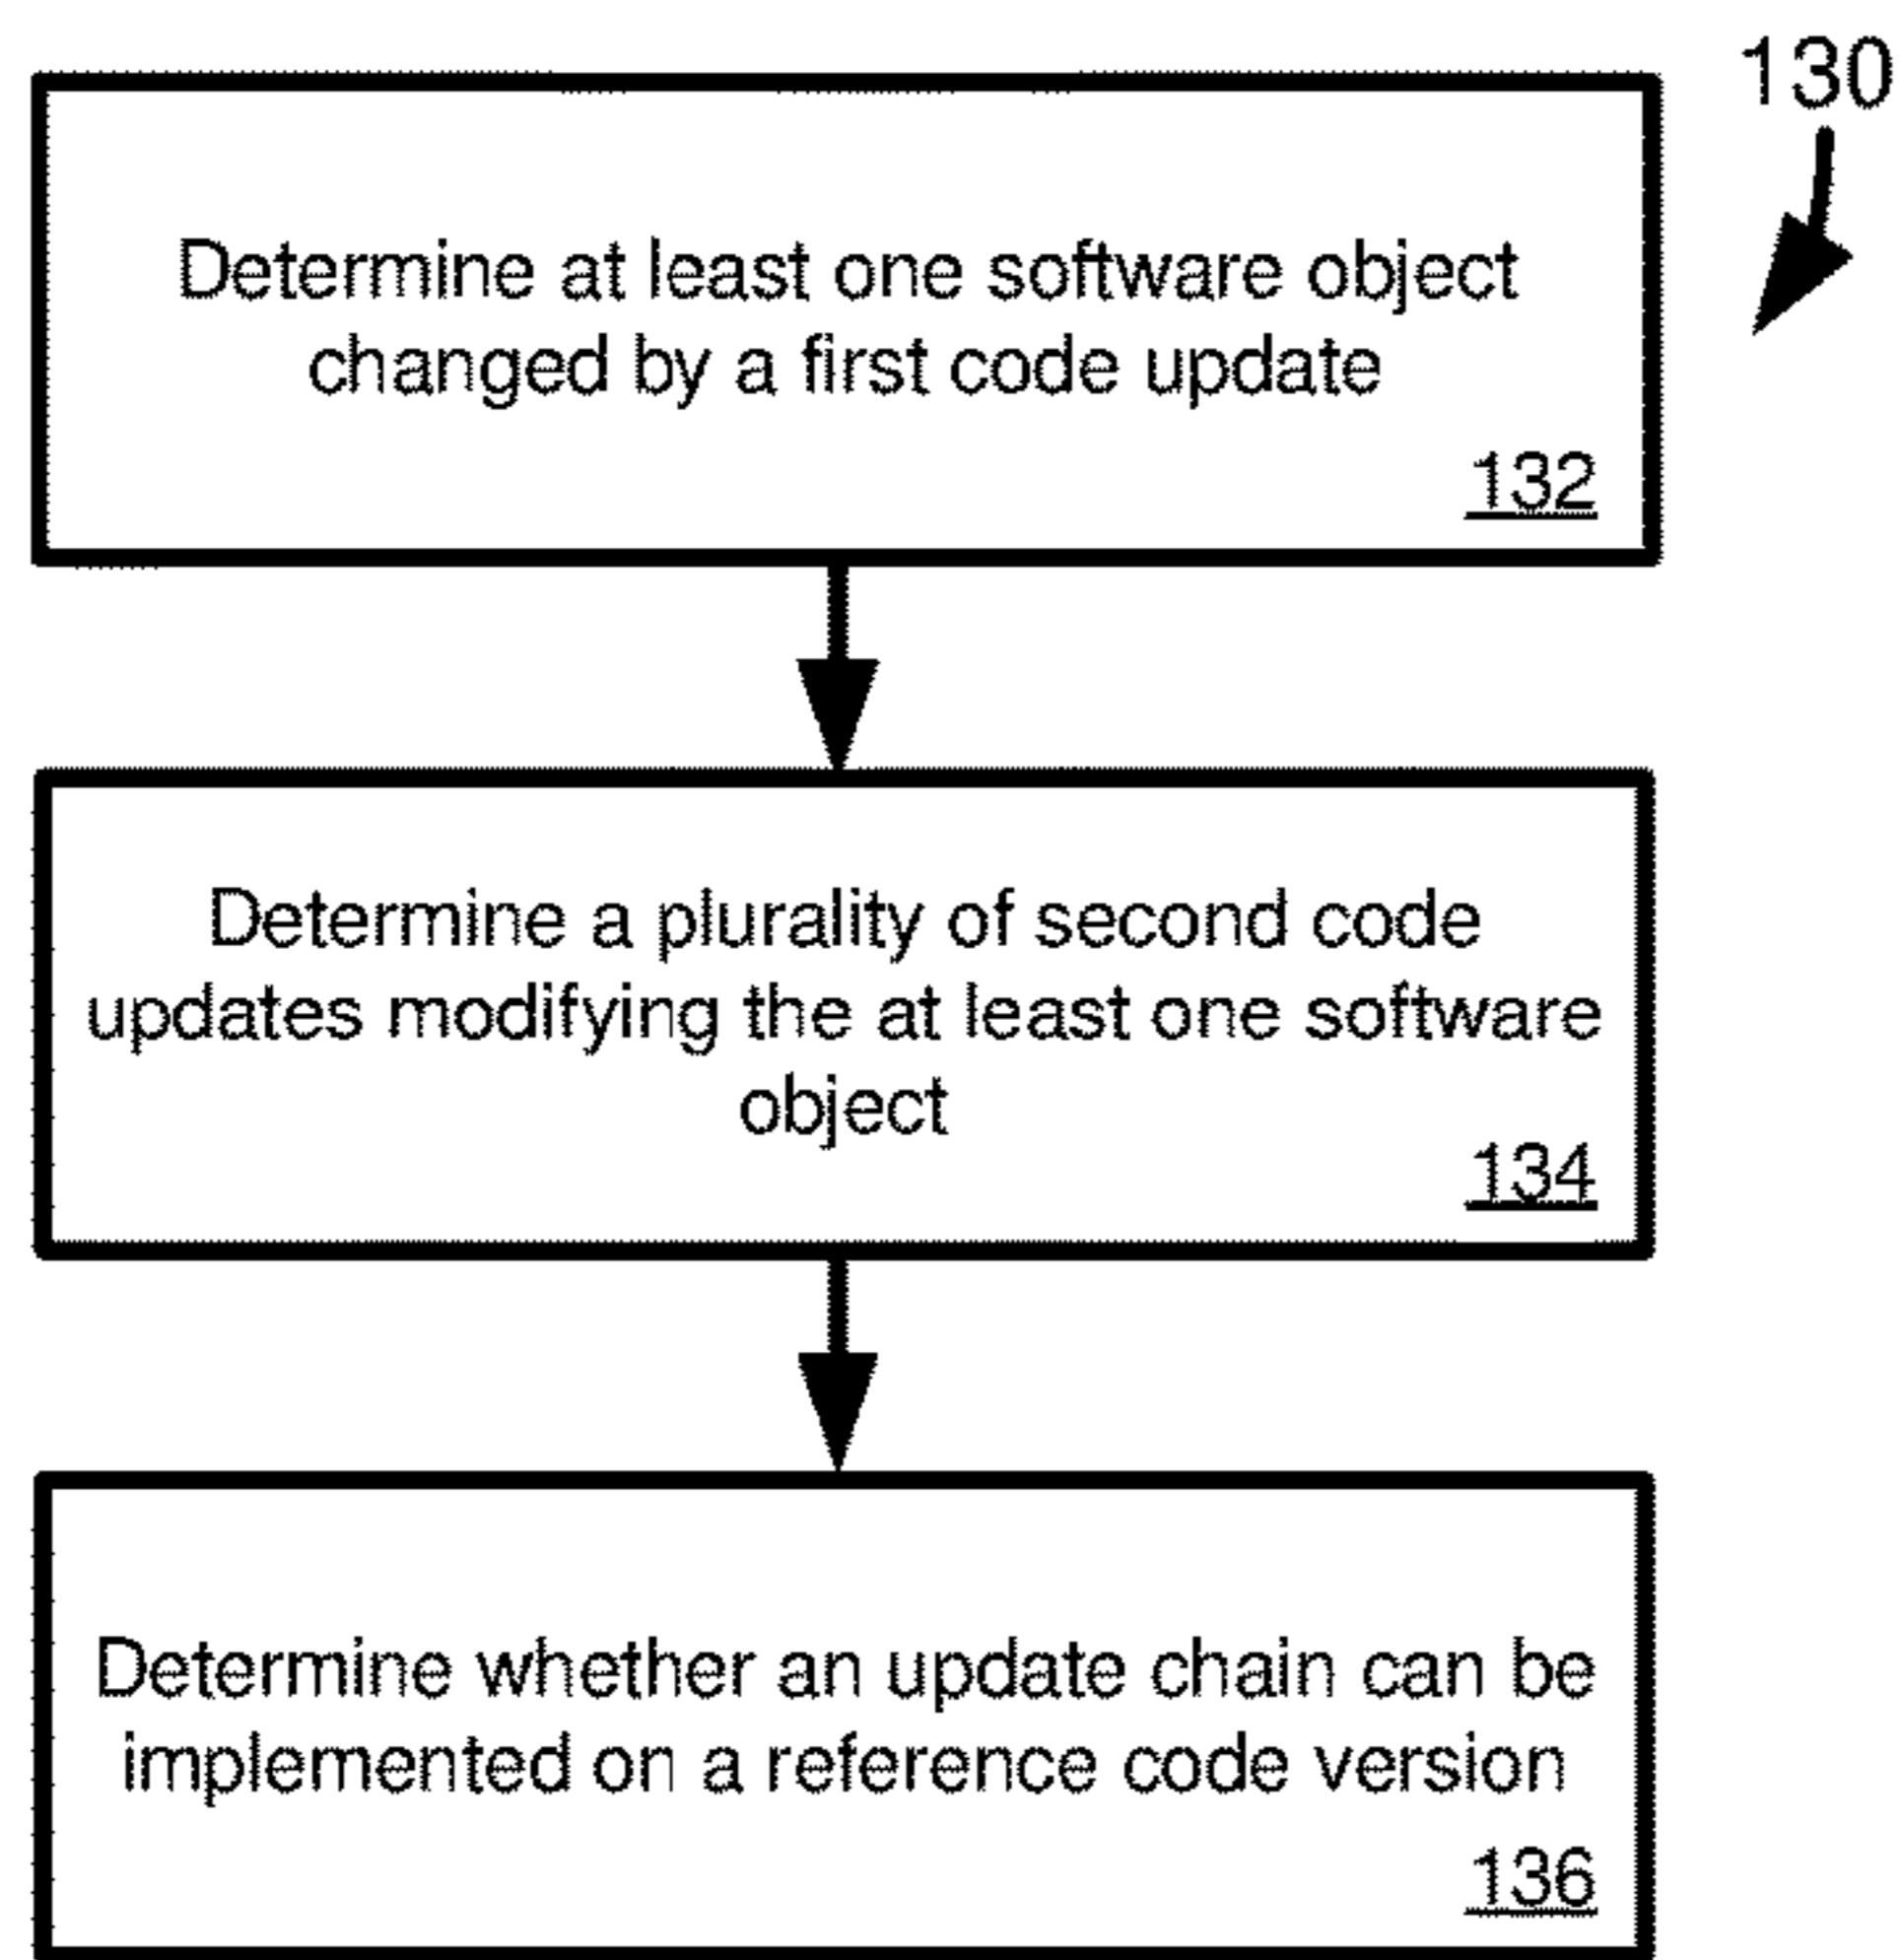 130
Determine at least one software object
changed by a first code update
132
Determine a plurality of second code
updates modifying the at least one software
object
134
Determine whether an update chain can be
implemented on a reference code version
136